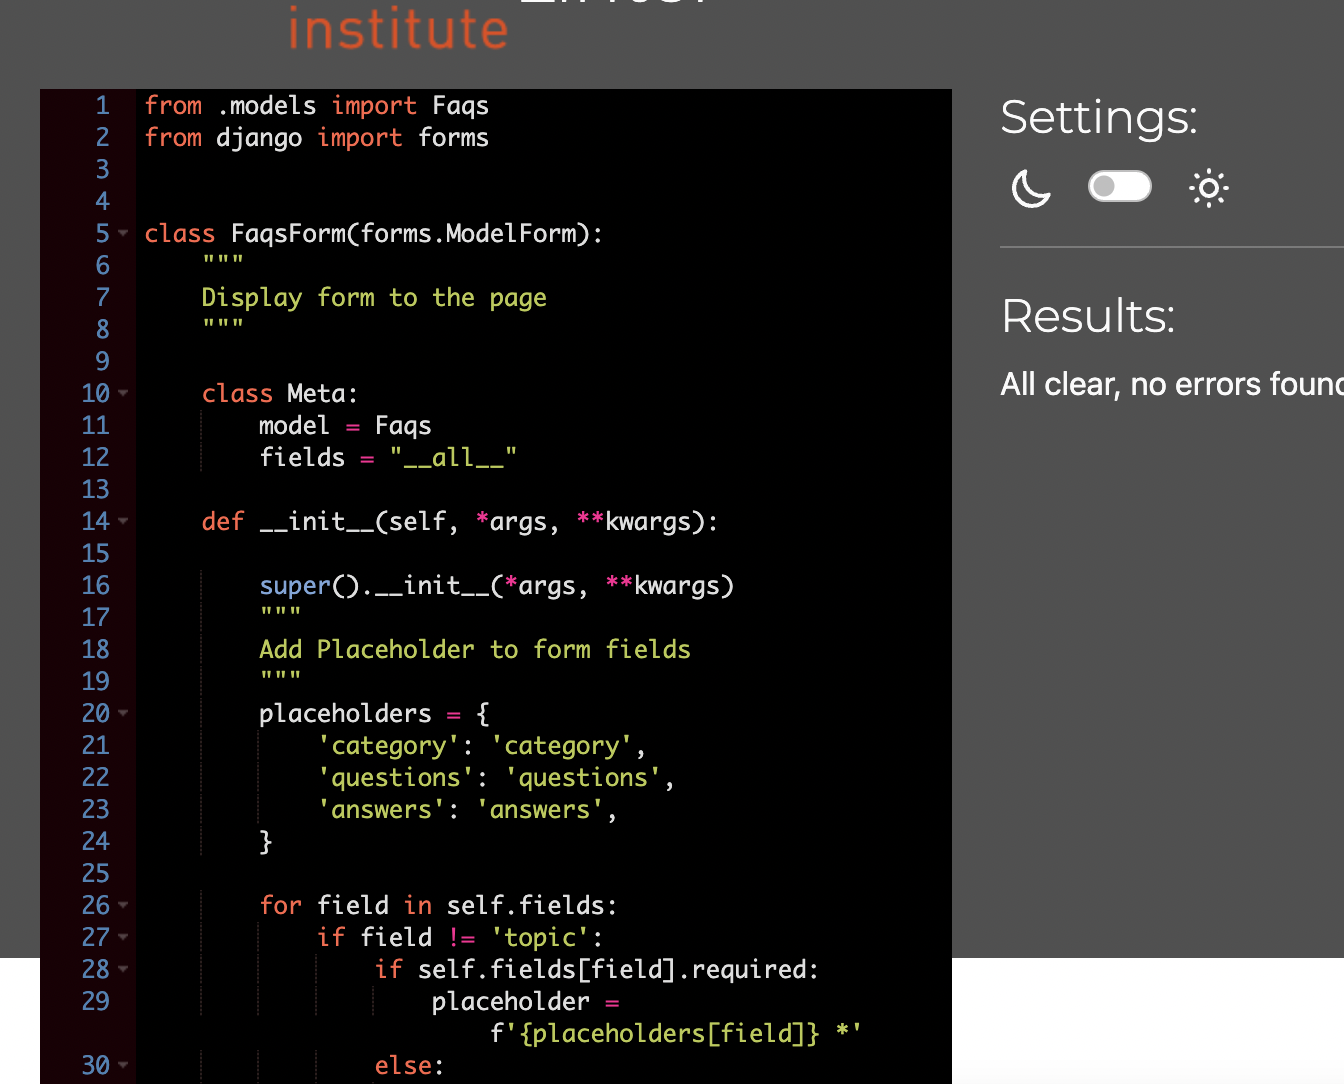 institute
1 from .models import Faqs
2 from django import forms
3
4
5 class FaqsForm(forms.ModelForm):
6     """
7     Display form to the page
8     """
9
10     class Meta:
11         model = Faqs
12         fields = "__all__"
13
14     def __init__(self, *args, **kwargs):
15
16         super().__init__(*args, **kwargs)
17         """
18         Add Placeholder to form fields
19         """
20         placeholders = {
21             'category': 'category',
22             'questions': 'questions',
23             'answers': 'answers',
24         }
25
26         for field in self.fields:
27             if field != 'topic':
28                 if self.fields[field].required:
29                     placeholder =
f'{placeholders[field]} *'
30                 else:
Settings:
Results:
All clear, no errors found